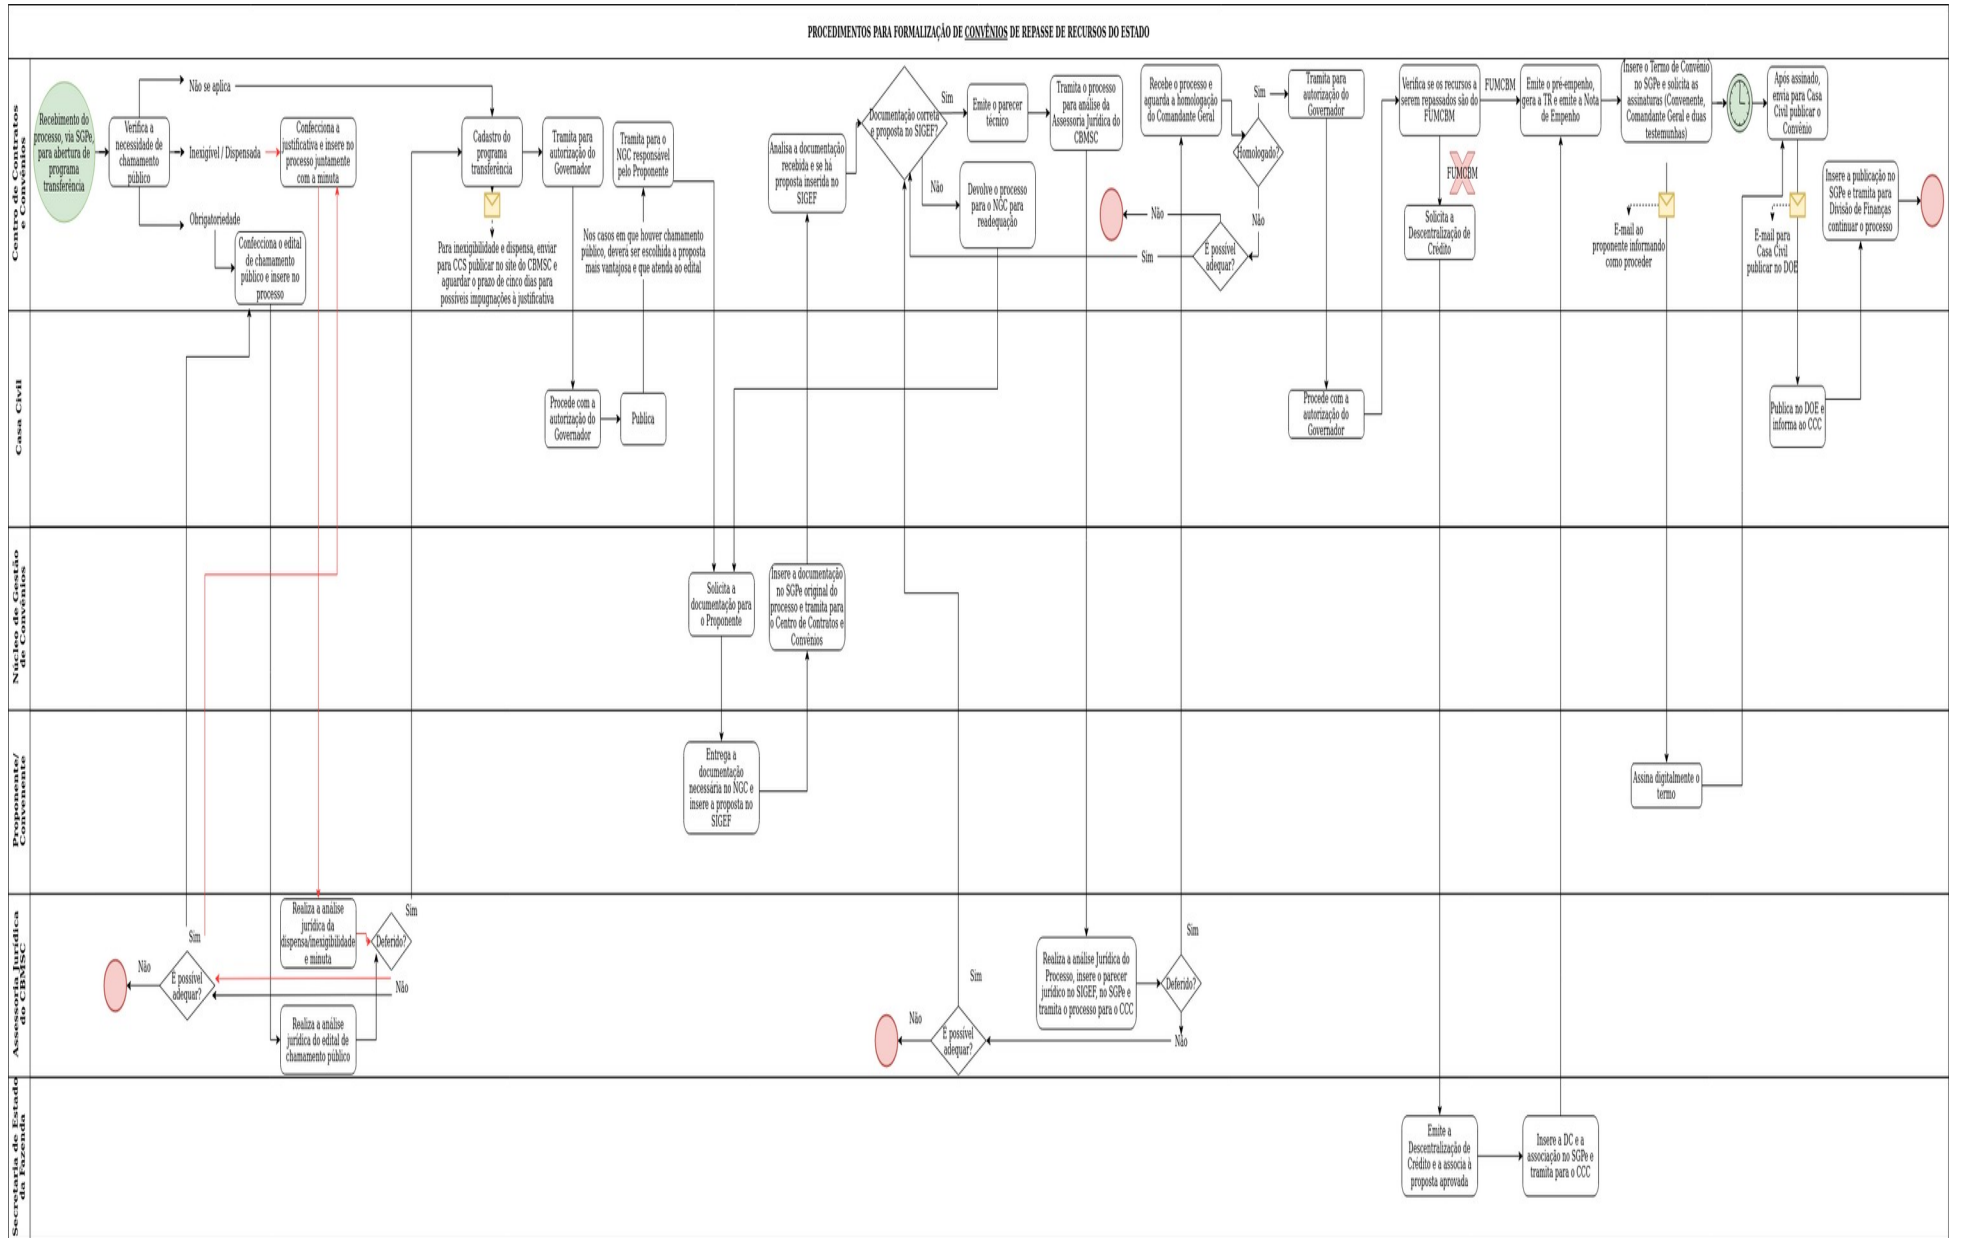 PROCEDIMENTOS PARA FORMALIZAÇÃO DE CONVÊNIOS DE REPASSE DE RECURSOS DO ESTADO
Centro de Contratos
e Convênios
Recebimento do
processo, via SGPe,
para abertura de
programa
transferência
Verifica a
necessidade de
chamamento
público
Não se aplica
Inexigível / Dispensada
Obrigatoriedade
Confecciona a
justificativa e insere no
processo juntamente
com a minuta
Confecciona o edital
de chamamento
público e insere no
processo
Cadastro do
programa
transferência
Para inexigibilidade e dispensa, enviar
para CCS publicar no site do CBMSC e
aguardar o prazo de cinco dias para
possíveis impugnações à justificativa
Tramita para
autorização do
Governador
Tramita para o
NGC responsável
pelo Proponente
Nos casos em que houver chamamento
público, deverá ser escolhida a proposta
mais vantajosa e que atenda ao edital
Analisa a documentação
recebida e se há
proposta inserida no
SIGEF
Documentação correta
e proposta no SIGEF?
Sim
Não
Emite o parecer
técnico
Devolve o processo
para o NGC para
readequação
Tramita o processo
para análise da
Assessoria Jurídica do
CBMSC
Recebe o processo e
aguarda a homologação
do Comandante Geral
Homologado?
Sim
Não
É possível
adequar?
Não
Sim
Tramita para
autorização do
Governador
Verifica se os recursos a
serem repassados são do
FUMCBM
FUMCBM
FUMCBM
Solicita a
Descentralização de
Crédito
Emite o pré-empenho,
gera a TR e emite a Nota
de Empenho
Insere o Termo de Convênio
no SGPe e solicita as
assinaturas (Convenente,
Comandante Geral e duas
testemunhas)
E-mail ao
proponente informando
como proceder
Após assinado,
envia para Casa
Civil publicar o
Convênio
E-mail para
Casa Civil
publicar no DOE
Insere a publicação no
SGPe e tramita para
Divisão de Finanças
continuar o processo
Casa Civil
Procede com a
autorização do
Governador
Publica
Procede com a
autorização do
Governador
Publica no DOE e
informa ao CCC
Núcleo de Gestão
de Convênios
Solicita a
documentação para
o Proponente
Insere a documentação
no SGPe original do
processo e tramita para
o Centro de Contratos e
Convênios
Proponente/
Convenente
Entrega a
documentação
necessária no NGC e
insere a proposta no
SIGEF
Assina digitalmente o
termo
Assessoria Jurídica
do CBMSC
Sim
Não
É possível
adequar?
Realiza a análise
jurídica da
dispensa/inexigibilidade
e minuta
Deferido?
Sim
Não
Realiza a análise
jurídica do edital de
chamamento público
Sim
Não
É possível
adequar?
Realiza a análise Jurídica do
Processo, insere o parecer
jurídico no SIGEF, no SGPe e
tramita o processo para o CCC
Deferido?
Sim
Não
Secretaria de Estado
da Fazenda
Emite a
Descentralização de
Crédito e a associa à
proposta aprovada
Insere a DC e a
associação no SGPe e
tramita para o CCC